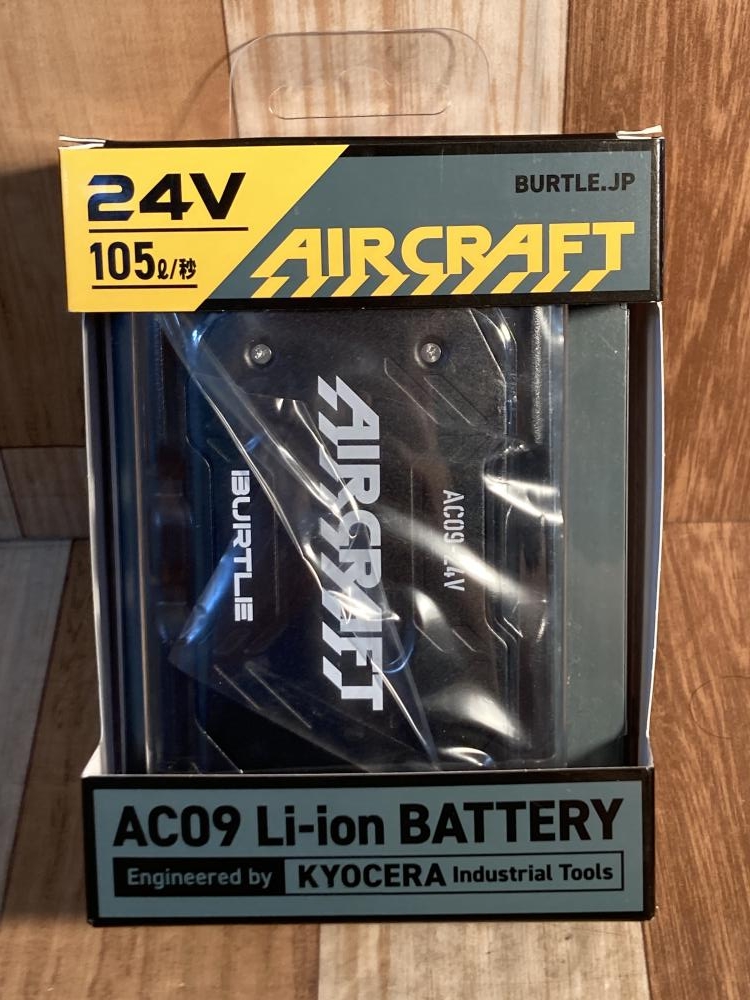 24V
BURTLE.JP
105ℓ/秒
AIRCRAFT
AC09-24V
AIRCRAFT
BURTLE
AC09 Li-ion BATTERY
Engineered by KYOCERA Industrial Tools